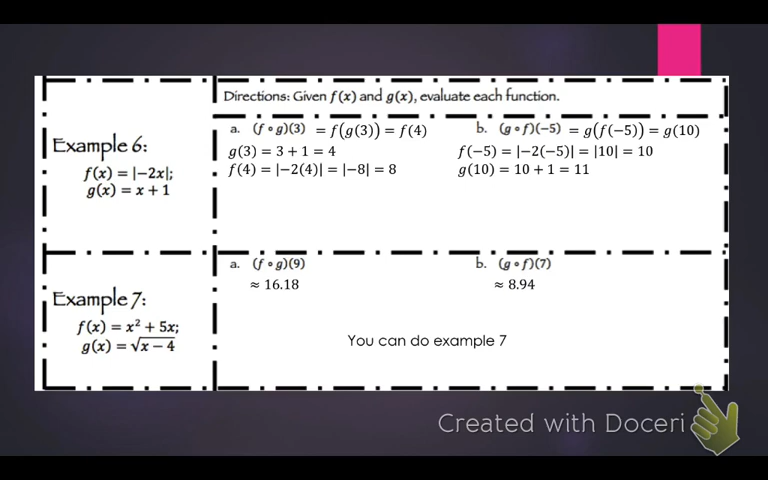 Directions: Given f(x) and g(x), evaluate each function.
Example 6:
f(x) = |−2x|;
g(x) = x + 1
a. (f ∘ g)(3) = f(g(3)) = f(4)
g(3) = 3 + 1 = 4
f(4) = |−2(4)| = |−8| = 8
b. (g ∘ f)(−5) = g(f(−5)) = g(10)
f(−5) = |−2(−5)| = |10| = 10
g(10) = 10 + 1 = 11
Example 7:
f(x) = x² + 5x;
g(x) = √(x − 4)
a. (f ∘ g)(9)
≈ 16.18
b. (g ∘ f)(7)
≈ 8.94
You can do example 7
Created with Doceri